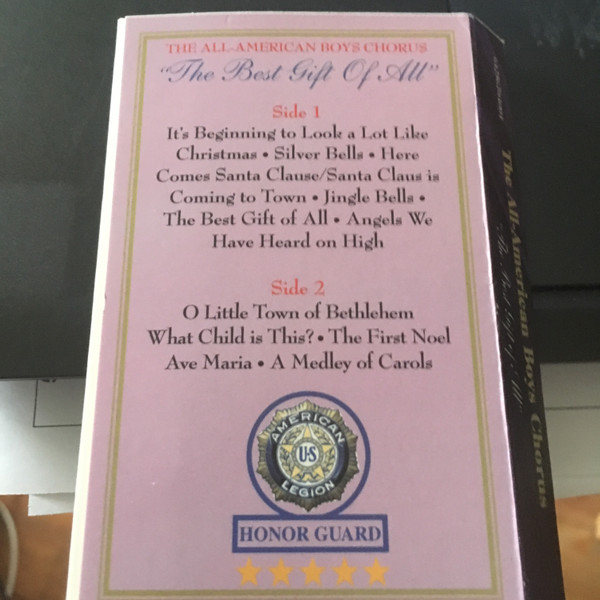 THE ALL-AMERICAN BOYS CHORUS
"The Best Gift Of All"
Side 1
It's Beginning to Look a Lot Like
Christmas • Silver Bells • Here
Comes Santa Clause/Santa Claus is
Coming to Town • Jingle Bells •
The Best Gift of All • Angels We
Have Heard on High
Side 2
O Little Town of Bethlehem
What Child is This? • The First Noel
Ave Maria • A Medley of Carols
AMERICAN
U·S
LEGION
HONOR GUARD
The All-American Boys Chorus